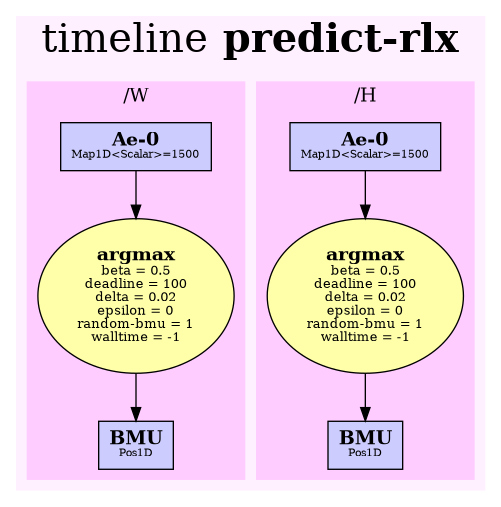 timeline predict-rlx
/W
Ae-0
Map1D<Scalar>=1500
argmax
beta = 0.5
deadline = 100
delta = 0.02
epsilon = 0
random-bmu = 1
walltime = -1
BMU
Pos1D
/H
Ae-0
Map1D<Scalar>=1500
argmax
beta = 0.5
deadline = 100
delta = 0.02
epsilon = 0
random-bmu = 1
walltime = -1
BMU
Pos1D